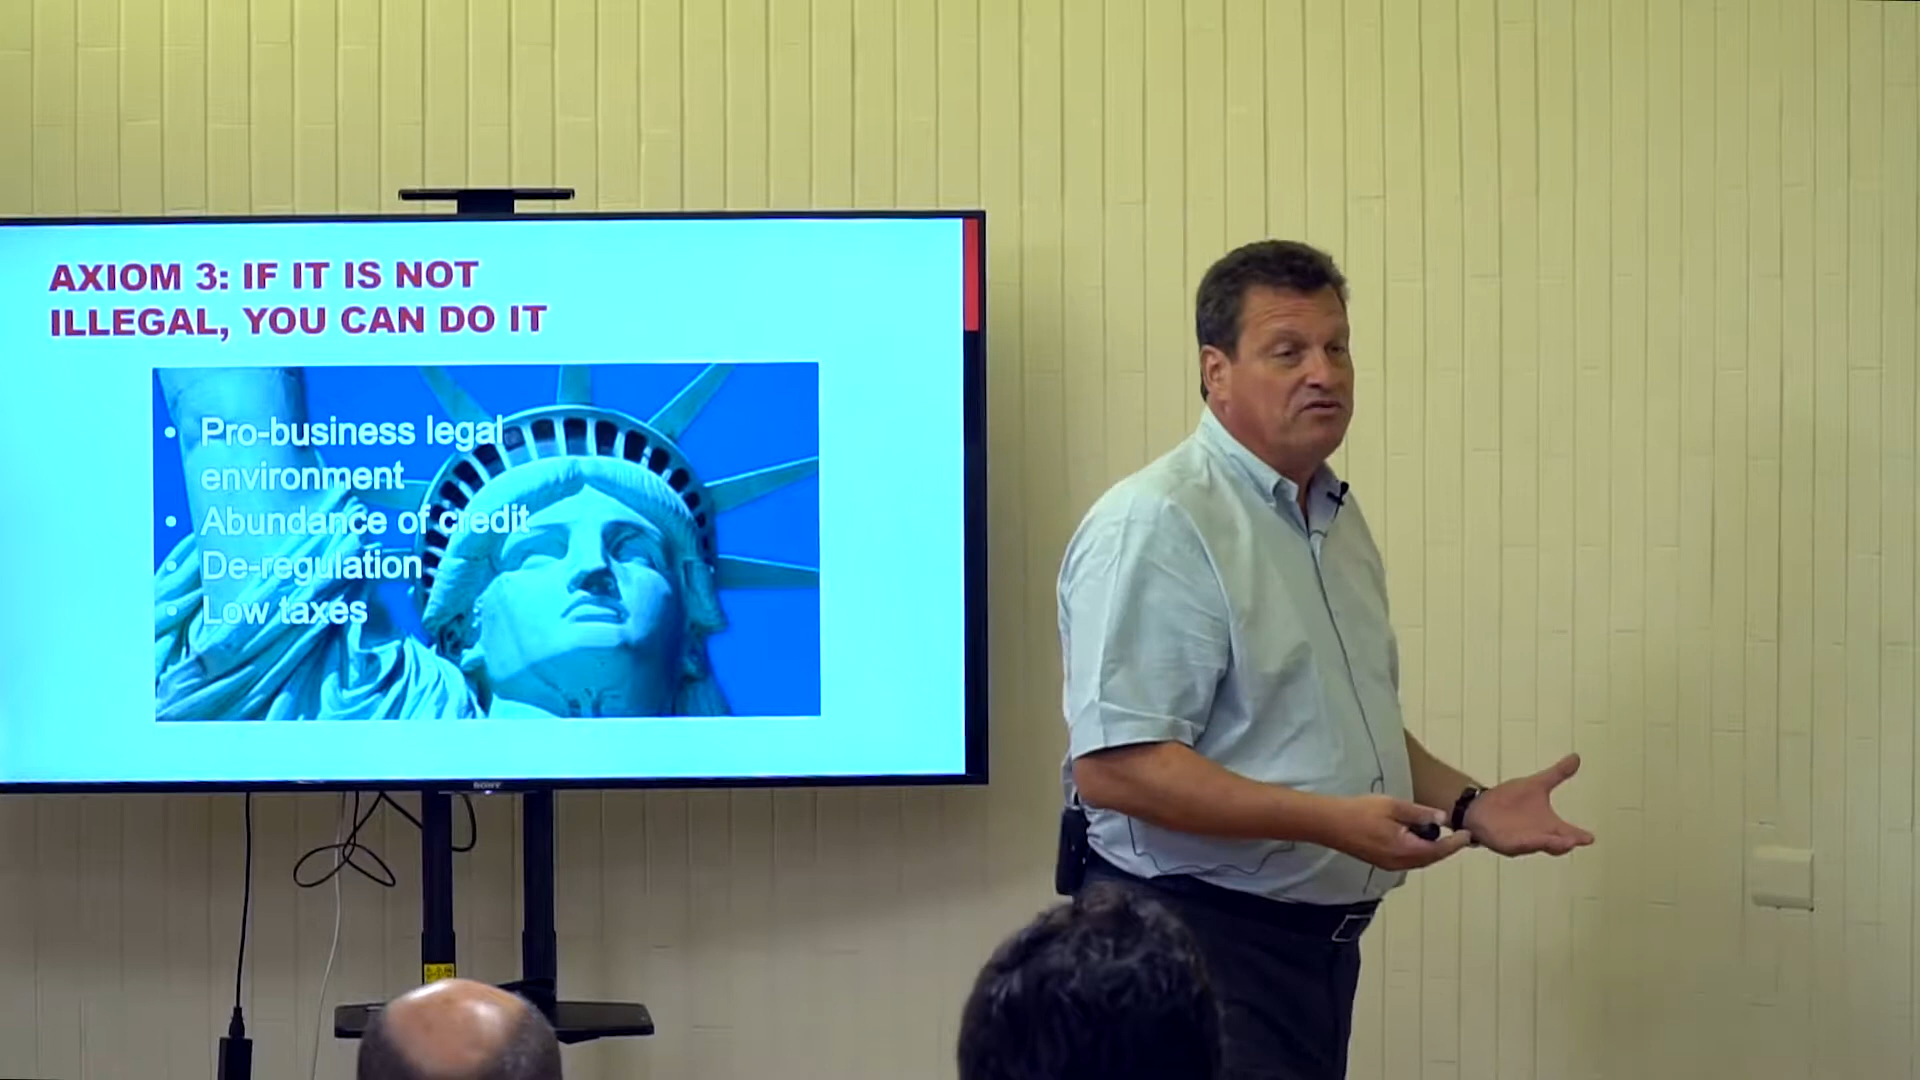 AXIOM 3: IF IT IS NOT
ILLEGAL, YOU CAN DO IT
• Pro-business legal
environment
• Abundance of credit
• De-regulation
• Low taxes
SONY